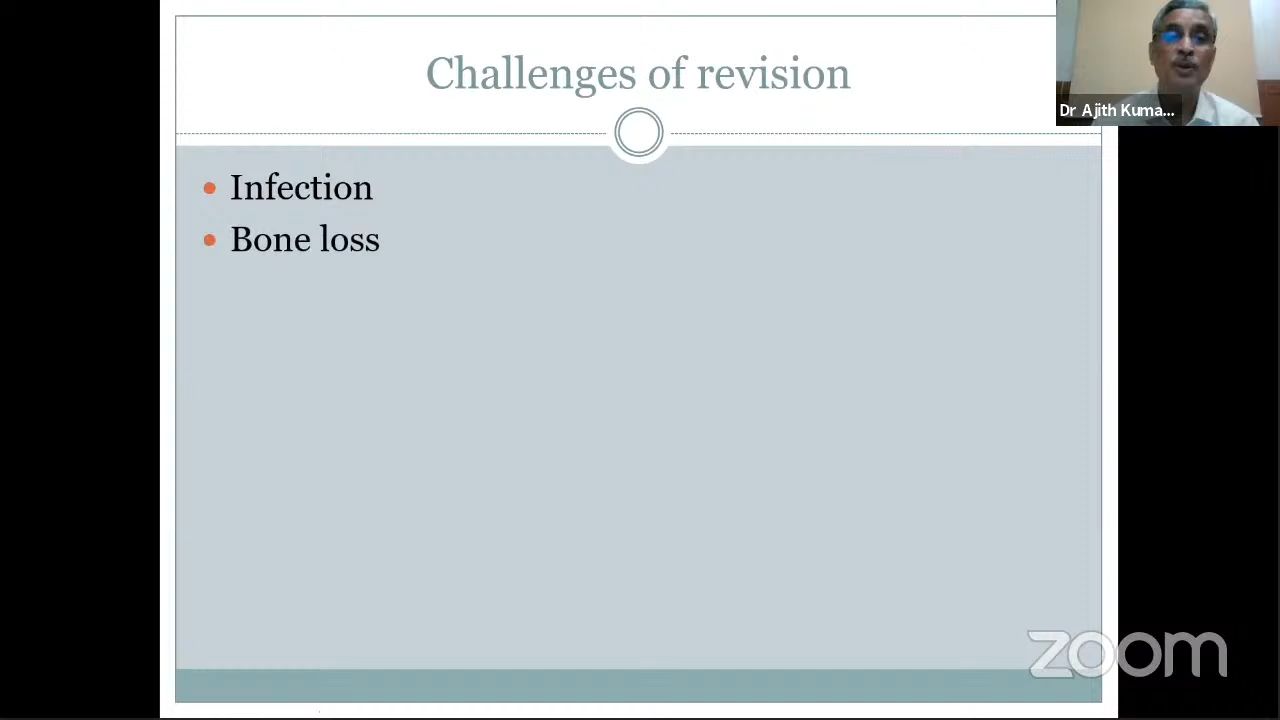 Challenges of revision
Dr Ajith Kuma...
Infection
Bone loss
zoom